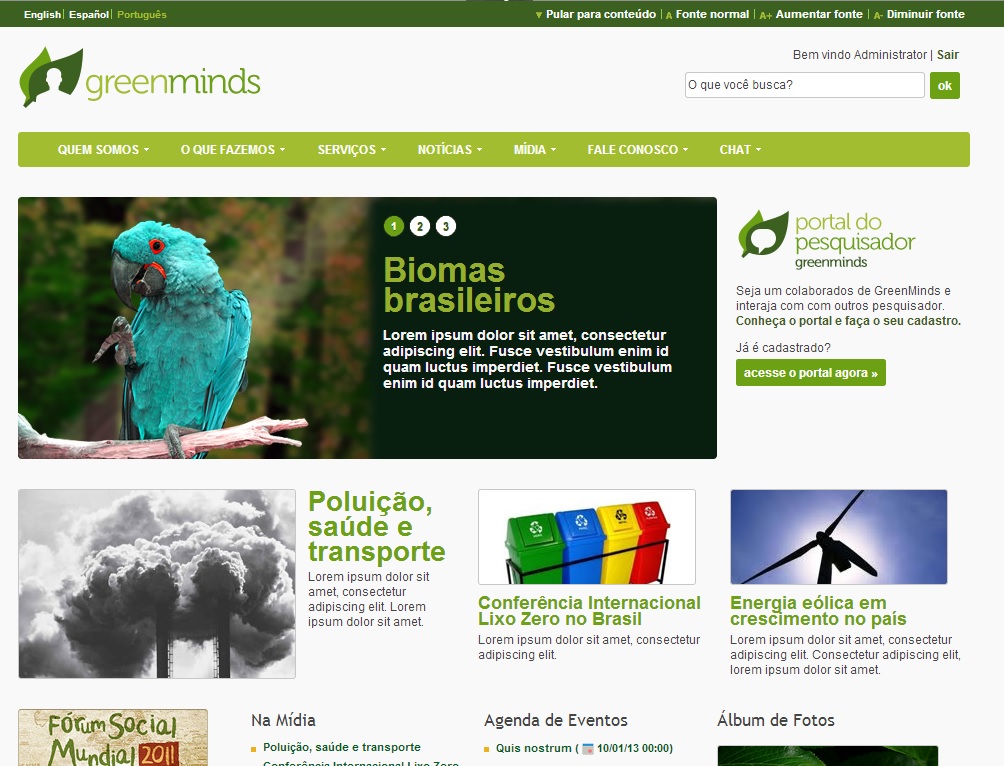 English | Español | Português
▼ Pular para conteúdo | A Fonte normal | A+ Aumentar fonte | A- Diminuir fonte
Bem vindo Administrator | Sair
greenminds
O que você busca?
ok
QUEM SOMOS
O QUE FAZEMOS
SERVIÇOS
NOTÍCIAS
MÍDIA
FALE CONOSCO
CHAT
1 2 3
Biomas
brasileiros
Lorem ipsum dolor sit amet, consectetur
adipiscing elit. Fusce vestibulum enim id
quam luctus imperdiet. Fusce vestibulum
enim id quam luctus imperdiet.
portal do
pesquisador
greenminds
Seja um colaborados de GreenMinds e
interaja com com outros pesquisador.
Conheça o portal e faça o seu cadastro.
Já é cadastrado?
acesse o portal agora »
Poluição,
saúde e
transporte
Lorem ipsum dolor sit
amet, consectetur
adipiscing elit. Lorem
ipsum dolor sit amet.
Conferência Internacional
Lixo Zero no Brasil
Lorem ipsum dolor sit amet, consectetur
adipiscing elit.
Energia eólica em
crescimento no país
Lorem ipsum dolor sit amet,
consectetur adipiscing elit. Consectetur adipiscing elit,
lorem ipsum dolor sit amet.
Fórum Social
Mundial 2011
Na Mídia
Poluição, saúde e transporte
Conferência Internacional Lixo Zero
Agenda de Eventos
Quis nostrum ( 10/01/13 00:00)
Álbum de Fotos